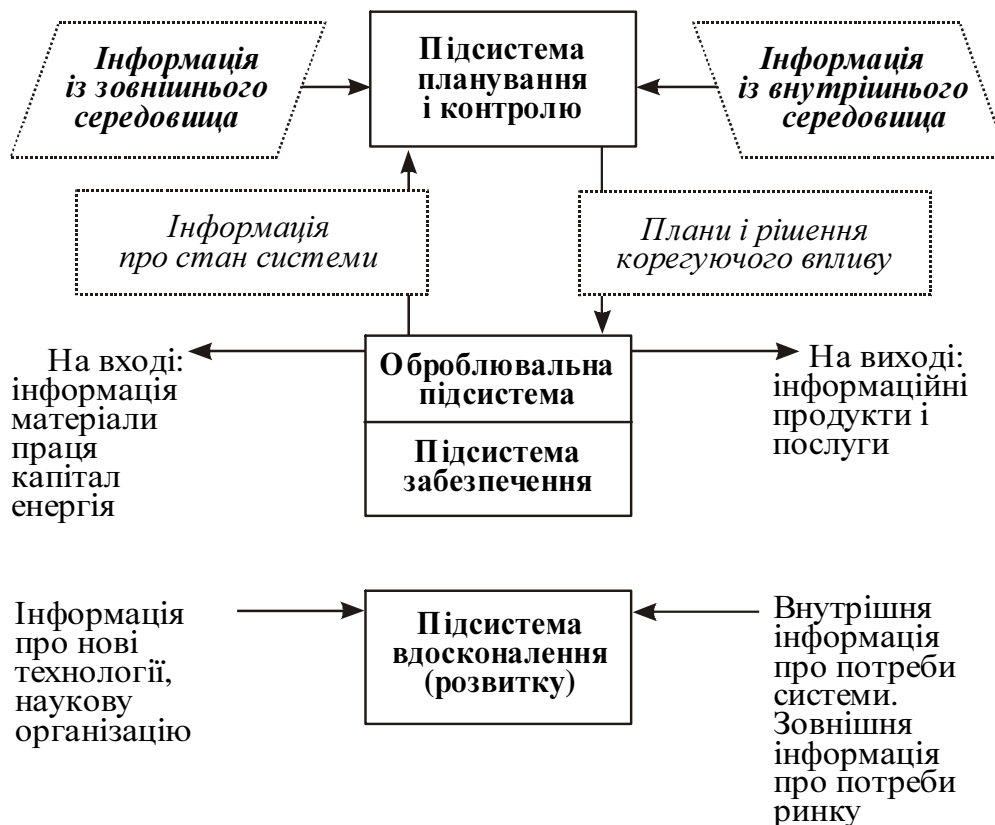 Інформація
із зовнішнього
середовища
Підсистема
планування
і контролю
Інформація
із внутрішнього
середовища
Інформація
про стан системи
Плани і рішення
корегуючого впливу
На вході:
інформація
матеріали
праця
капітал
енергія
Оброблювальна
підсистема
Підсистема
забезпечення
На виході:
інформаційні
продукти і
послуги
Інформація
про нові
технології,
наукову
організацію
Підсистема
вдосконалення
(розвитку)
Внутрішня
інформація
про потреби
системи.
Зовнішня
інформація
про потреби
ринку